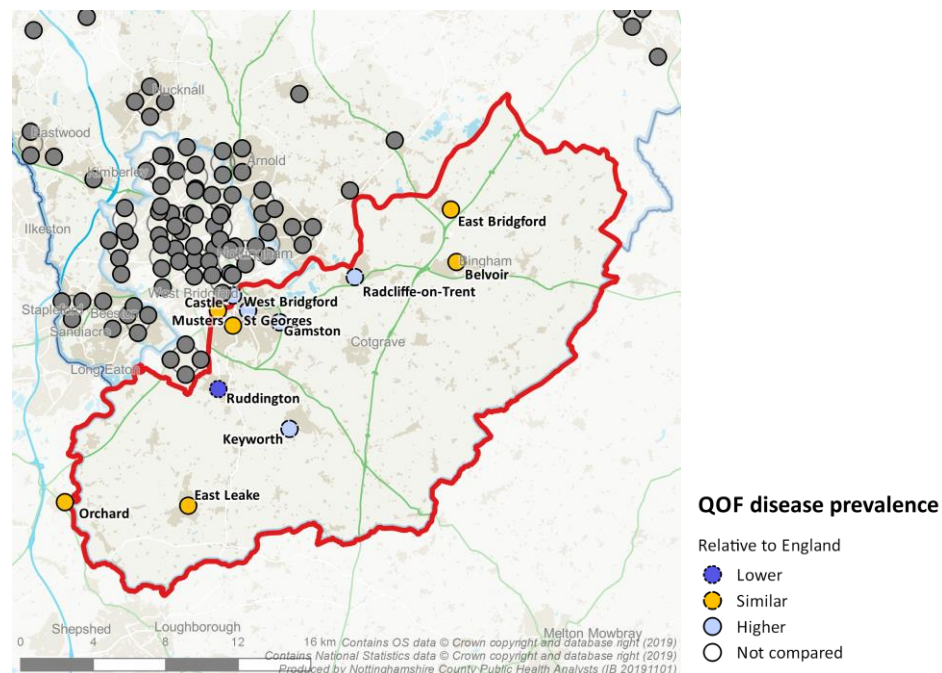 Hucknall
Eastwood
Arnold
Kimberley
Ilkeston
East Bridgford
Nottingham
Bingham
Belvoir
Radcliffe-on-Trent
West Bridgford
Castle
West Bridgford
Stapleford
Beeston
Musters
St Georges
Sandiacre
Gamston
Cotgrave
Long Eaton
Ruddington
Keyworth
East Leake
Orchard
QOF disease prevalence
Relative to England
Lower
Similar
Higher
Not compared
Shepshed
Loughborough
Melton Mowbray
0 4 8 12 16 km
Contains OS data © Crown copyright and database right (2019)
Contains National Statistics data © Crown copyright and database right (2019)
Produced by Nottinghamshire County Public Health Analysts (IB 20191101)